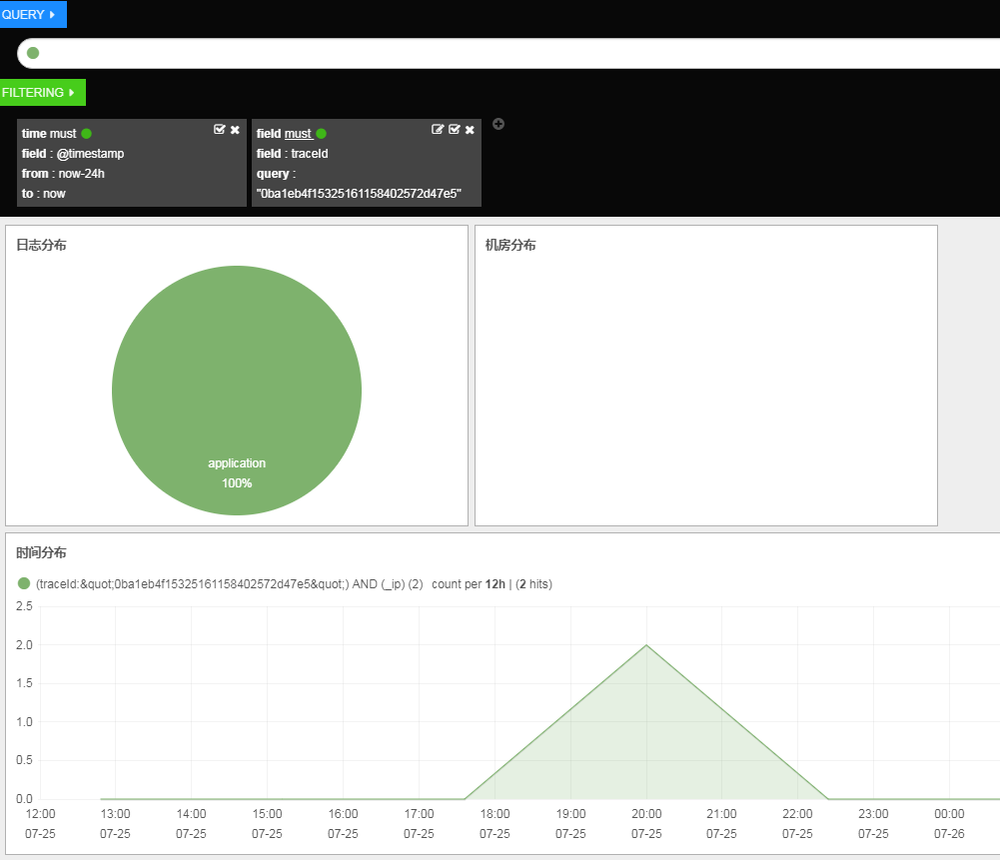 QUERY
FILTERING
time must
field : @timestamp
from : now-24h
to : now
field must
field : traceId
query :
"0ba1eb4f15325161158402572d47e5"
日志分布
application
100%
机房分布
时间分布
(traceId:&quot;0ba1eb4f15325161158402572d47e5&quot;) AND (_ip) (2) count per 12h | (2 hits)
2.5
2.0
1.5
1.0
0.5
0.0
12:00 13:00 14:00 15:00 16:00 17:00 18:00 19:00 20:00 21:00 22:00 23:00 00:00
07-25 07-25 07-25 07-25 07-25 07-25 07-25 07-25 07-25 07-25 07-25 07-25 07-26